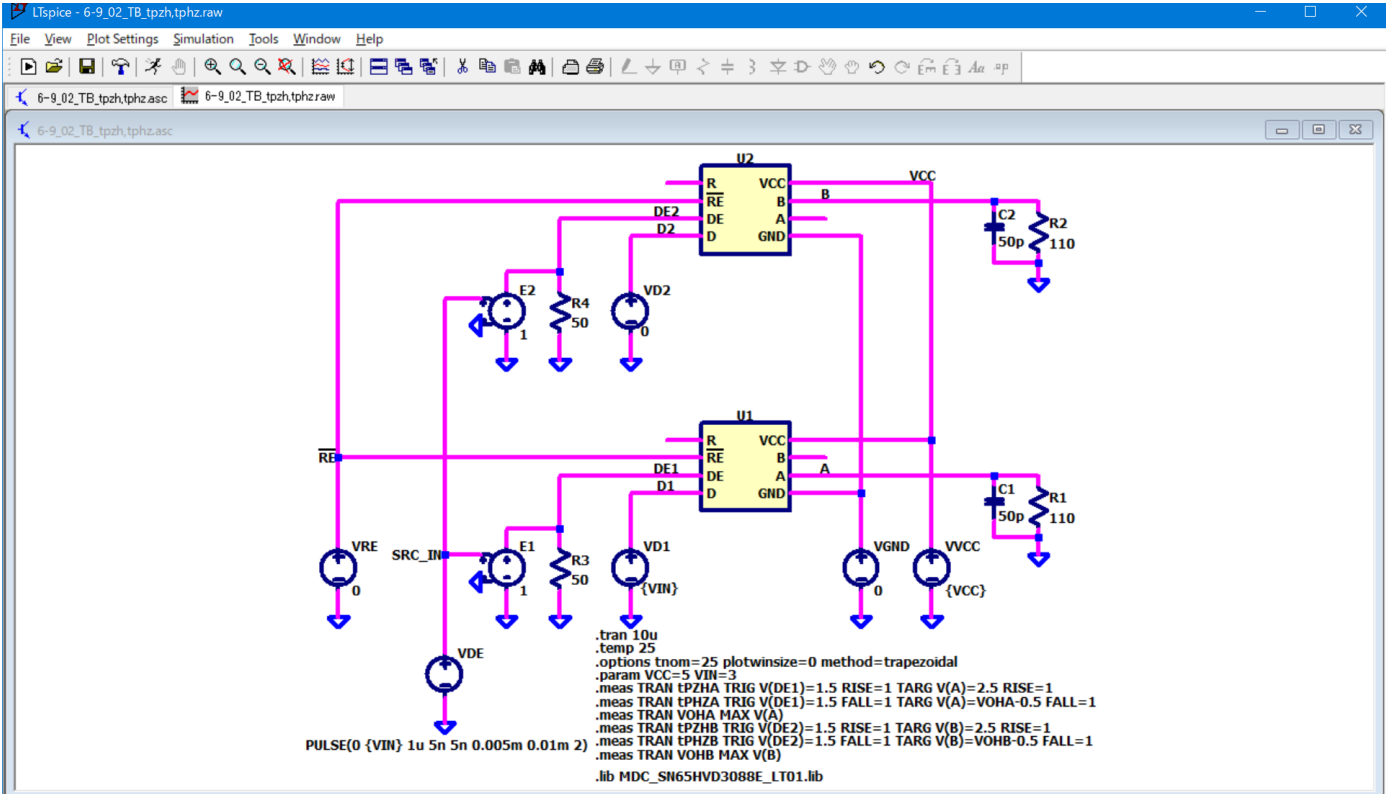 LTspice - 6-9_02_TB_tpzh,tphz.raw
File View Plot Settings Simulation Tools Window Help
6-9_02_TB_tpzh,tphz.asc 6-9_02_TB_tpzh,tphz.raw
6-9_02_TB_tpzh,tphz.asc
U2
R VCC VCC
RE B B
DE2 DE A
D2 D GND
C2 R2
50p 110
E2 R4 VD2
1 50 0
U1
R VCC
RE RE B
DE1 DE A A
D1 D GND
C1 R1
50p 110
VRE SRC_IN E1 R3 VD1 VGND VVCC
0 1 50 {VIN} 0 {VCC}
VDE
PULSE(0 {VIN} 1u 5n 5n 0.005m 0.01m 2)
.tran 10u
.temp 25
.options tnom=25 plotwinsize=0 method=trapezoidal
.param VCC=5 VIN=3
.meas TRAN tPZHA TRIG V(DE1)=1.5 RISE=1 TARG V(A)=2.5 RISE=1
.meas TRAN tPHZA TRIG V(DE1)=1.5 FALL=1 TARG V(A)=VOHA-0.5 FALL=1
.meas TRAN VOHA MAX V(A)
.meas TRAN tPZHB TRIG V(DE2)=1.5 RISE=1 TARG V(B)=2.5 RISE=1
.meas TRAN tPHZB TRIG V(DE2)=1.5 FALL=1 TARG V(B)=VOHB-0.5 FALL=1
.meas TRAN VOHB MAX V(B)
.lib MDC_SN65HVD3088E_LT01.lib